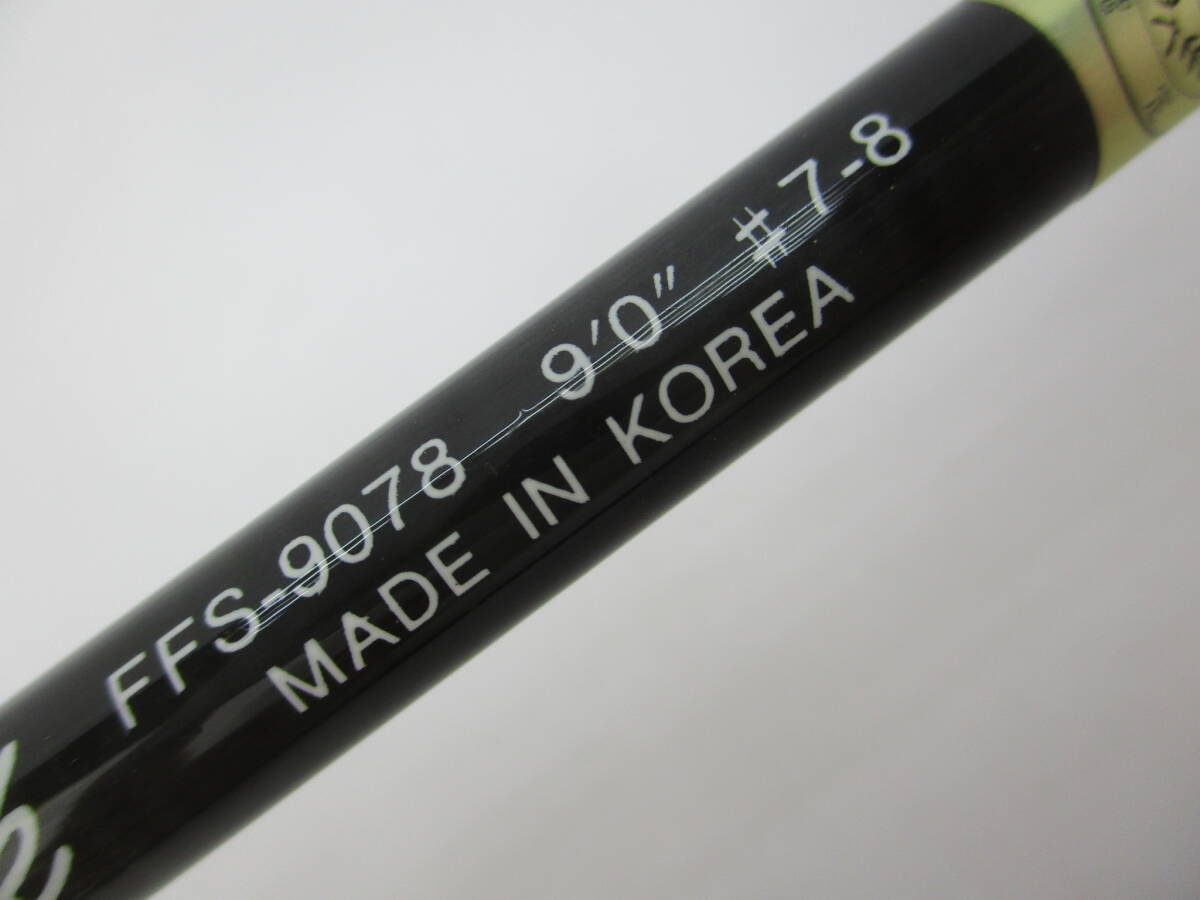 FFS-9078 9'0" #7-8
MADE IN KOREA